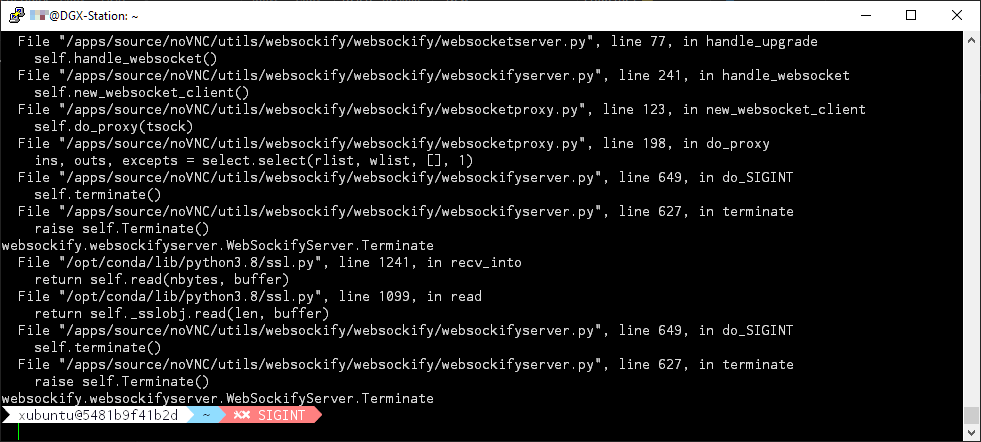 @DGX-Station: ~
File "/apps/source/noVNC/utils/websockify/websockify/websocketserver.py", line 77, in handle_upgrade
self.handle_websocket()
File "/apps/source/noVNC/utils/websockify/websockify/websockifyserver.py", line 241, in handle_websocket
self.new_websocket_client()
File "/apps/source/noVNC/utils/websockify/websockify/websocketproxy.py", line 123, in new_websocket_client
self.do_proxy(tsock)
File "/apps/source/noVNC/utils/websockify/websockify/websocketproxy.py", line 198, in do_proxy
ins, outs, excepts = select.select(rlist, wlist, [], 1)
File "/apps/source/noVNC/utils/websockify/websockify/websockifyserver.py", line 649, in do_SIGINT
self.terminate()
File "/apps/source/noVNC/utils/websockify/websockify/websockifyserver.py", line 627, in terminate
raise self.Terminate()
websockify.websockifyserver.WebSockifyServer.Terminate
File "/opt/conda/lib/python3.8/ssl.py", line 1241, in recv_into
return self.read(nbytes, buffer)
File "/opt/conda/lib/python3.8/ssl.py", line 1099, in read
return self._sslobj.read(len, buffer)
File "/apps/source/noVNC/utils/websockify/websockify/websockifyserver.py", line 649, in do_SIGINT
self.terminate()
File "/apps/source/noVNC/utils/websockify/websockify/websockifyserver.py", line 627, in terminate
raise self.Terminate()
websockify.websockifyserver.WebSockifyServer.Terminate
xubuntu@5481b9f41b2d ~ ✘✘ SIGINT